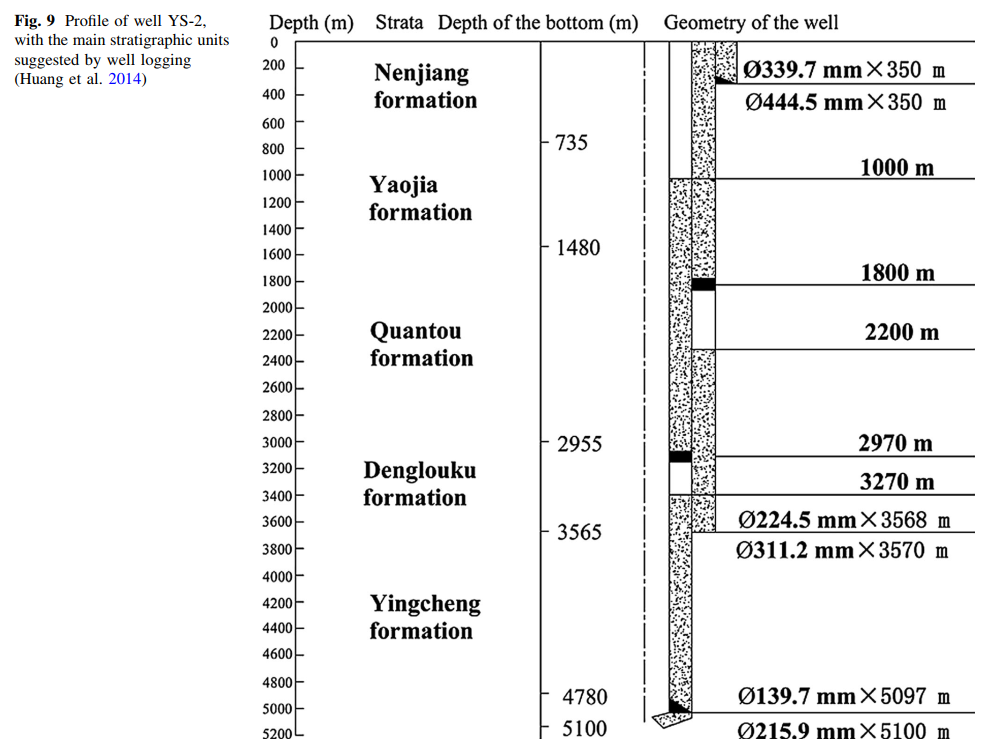 Fig. 9 Profile of well YS-2,
with the main stratigraphic units
suggested by well logging
(Huang et al. 2014)
Depth (m) Strata Depth of the bottom (m) Geometry of the well
0
200
400
600
800
1000
1200
1400
1600
1800
2000
2200
2400
2600
2800
3000
3200
3400
3600
3800
4000
4200
4400
4600
4800
5000
5200
Nenjiang
formation
Yaojia
formation
Quantou
formation
Denglouku
formation
Yingcheng
formation
735
1480
2955
3565
4780
5100
Ø339.7 mm×350 m
Ø444.5 mm×350 m
1000 m
1800 m
2200 m
2970 m
3270 m
Ø224.5 mm×3568 m
Ø311.2 mm×3570 m
Ø139.7 mm×5097 m
Ø215.9 mm×5100 m